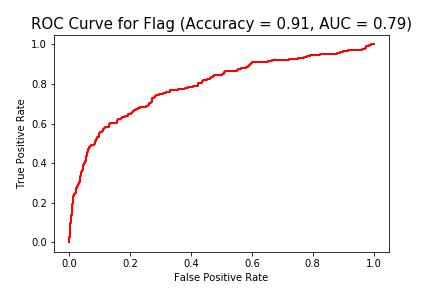 ROC Curve for Flag (Accuracy = 0.91, AUC = 0.79)
1.0
0.8
0.6
0.4
0.2
0.0
True Positive Rate
0.0 0.2 0.4 0.6 0.8 1.0
False Positive Rate